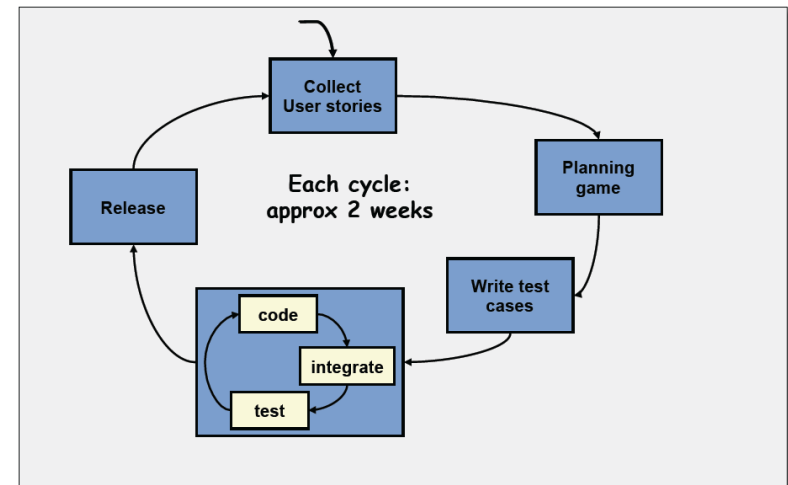 Collect
User stories
Planning
game
Each cycle:
approx 2 weeks
Release
Write test
cases
code
integrate
test